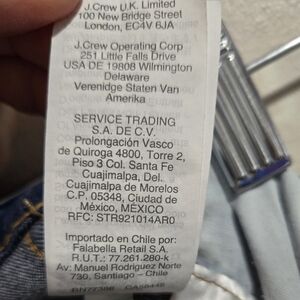 J.Crew U.K. Limited
100 New Bridge Street
London, EC4V 6JA
J.Crew Operating Corp
251 Little Falls Drive
USA DE 19808 Wilmington
Delaware
Verenidge Staten Van
Amerika
SERVICE TRADING
S.A. DE C.V.
Prolongación Vasco
de Quiroga 4800, Torre 2,
Piso 3 Col. Santa Fe
Cuajimalpa, Del.
Cuajimalpa de Morelos
C.P. 05348, Ciudad de
México, MÉXICO
RFC: STR921014AR0
Importado en Chile por:
Falabella Retail S.A.
R.U.T.: 77.261.280-k
Av: Manuel Rodriguez Norte
730, Santiago - Chile
RN77388 CA56448